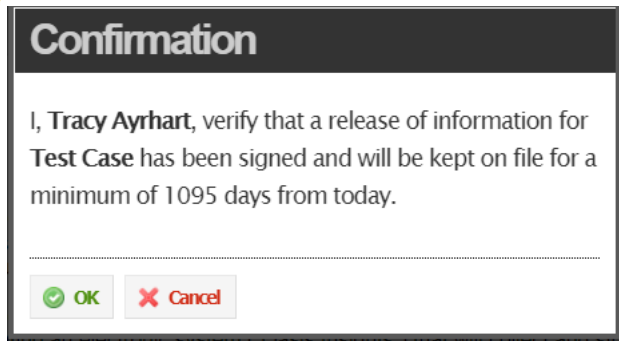 Confirmation
I, Tracy Ayrhart, verify that a release of information for
Test Case has been signed and will be kept on file for a
minimum of 1095 days from today.
OK Cancel